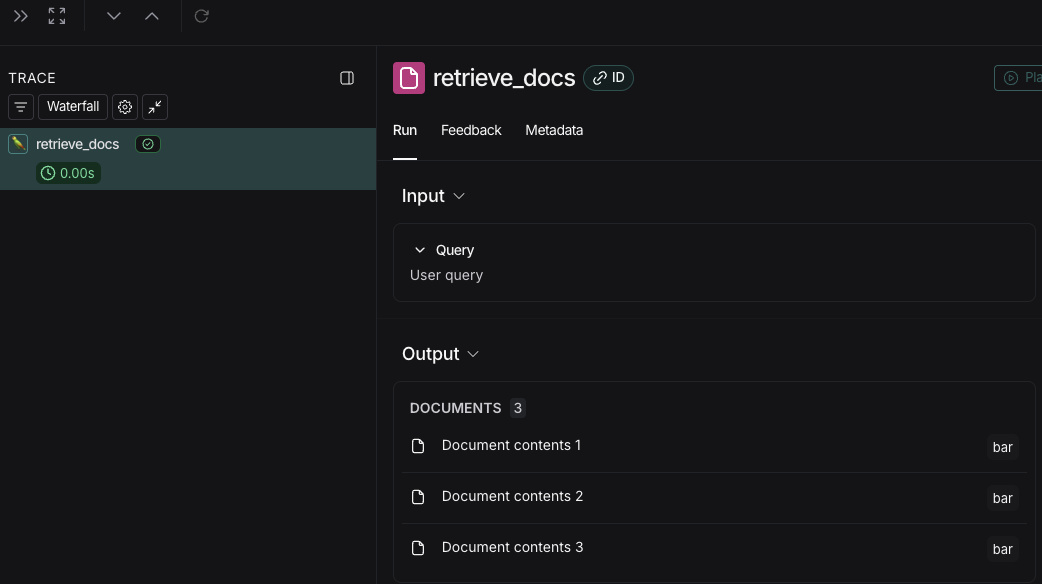 TRACE
Waterfall
retrieve_docs
0.00s
retrieve_docs
ID
Run
Feedback
Metadata
Input
Query
User query
Output
DOCUMENTS 3
Document contents 1
bar
Document contents 2
bar
Document contents 3
bar